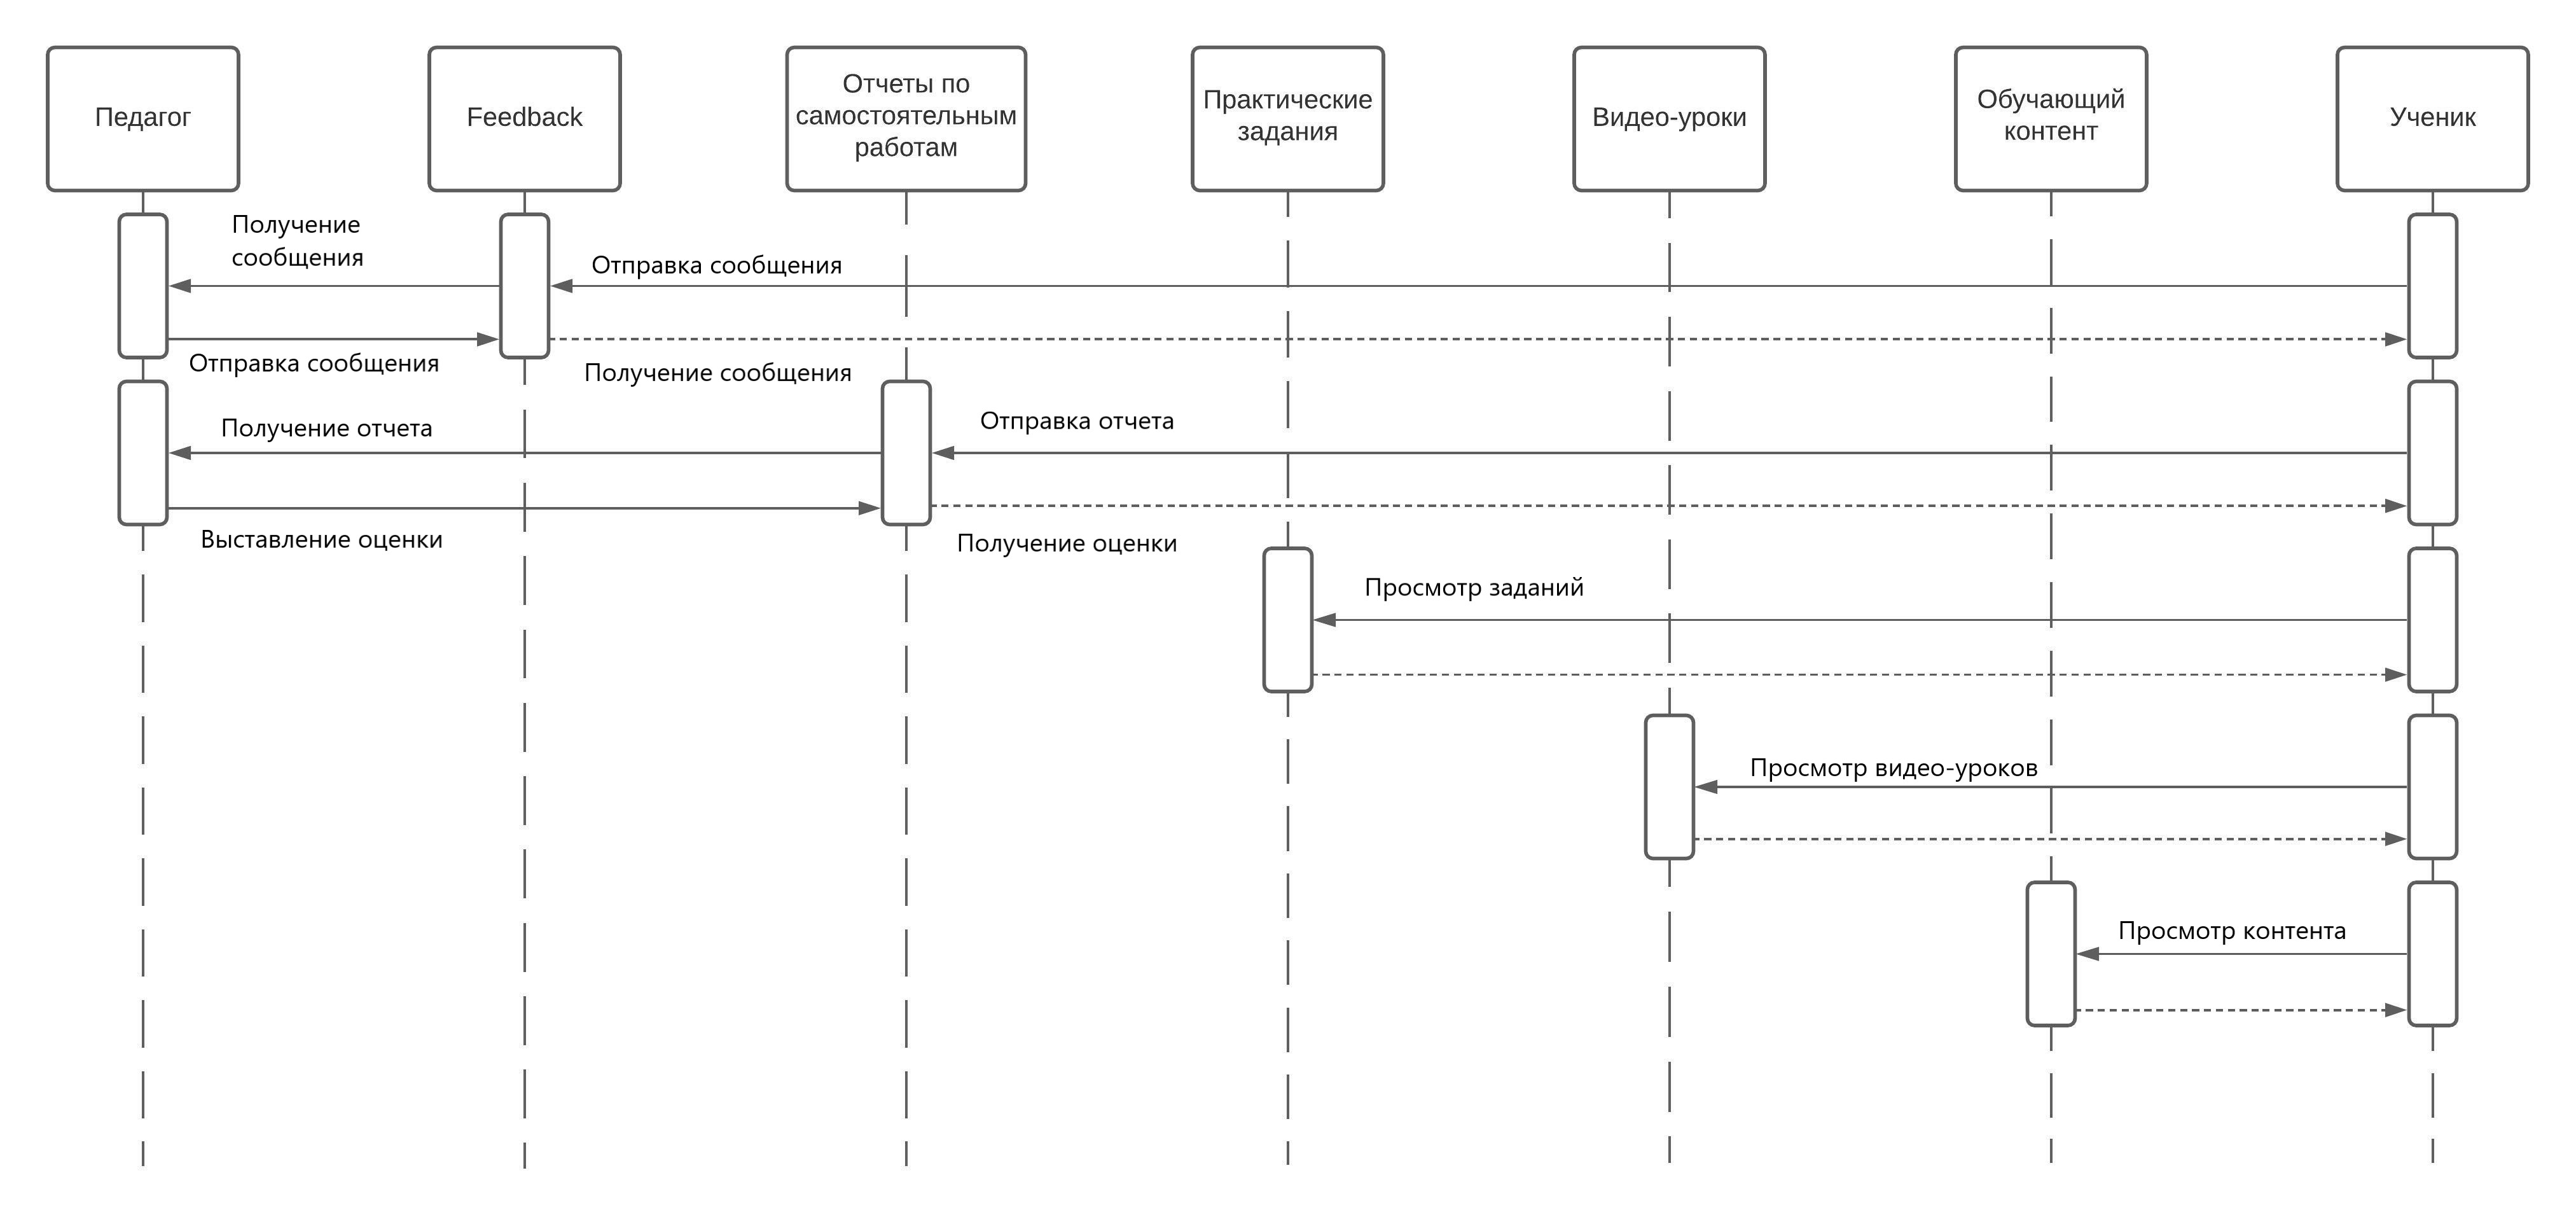 Педагог
Feedback
Отчеты по
самостоятельным
работам
Практические
задания
Видео-уроки
Обучающий
контент
Ученик
Получение
сообщения
Отправка сообщения
Отправка сообщения
Получение сообщения
Получение отчета
Отправка отчета
Выставление оценки
Получение оценки
Просмотр заданий
Просмотр видео-уроков
Просмотр контента